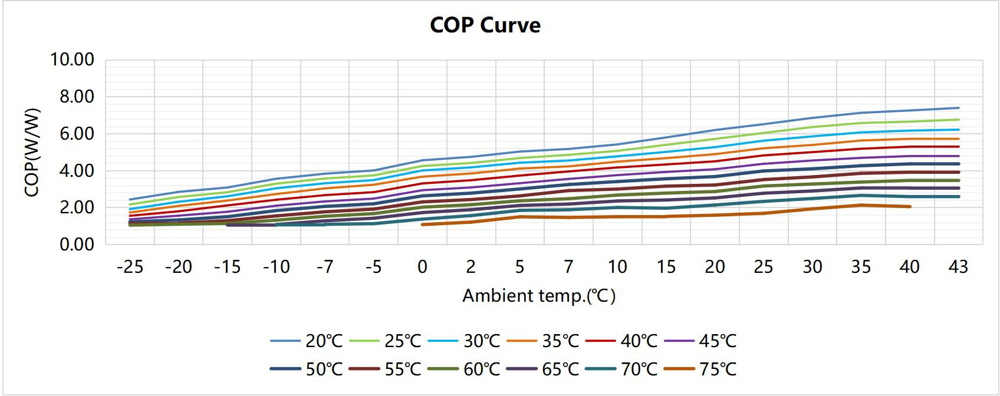 COP Curve
10.00
8.00
6.00
4.00
2.00
0.00
COP(W/W)
-25 -20 -15 -10 -7 -5 0 2 5 7 10 15 20 25 30 35 40 43
Ambient temp.(℃)
20℃ 25℃ 30℃ 35℃ 40℃ 45℃
50℃ 55℃ 60℃ 65℃ 70℃ 75℃